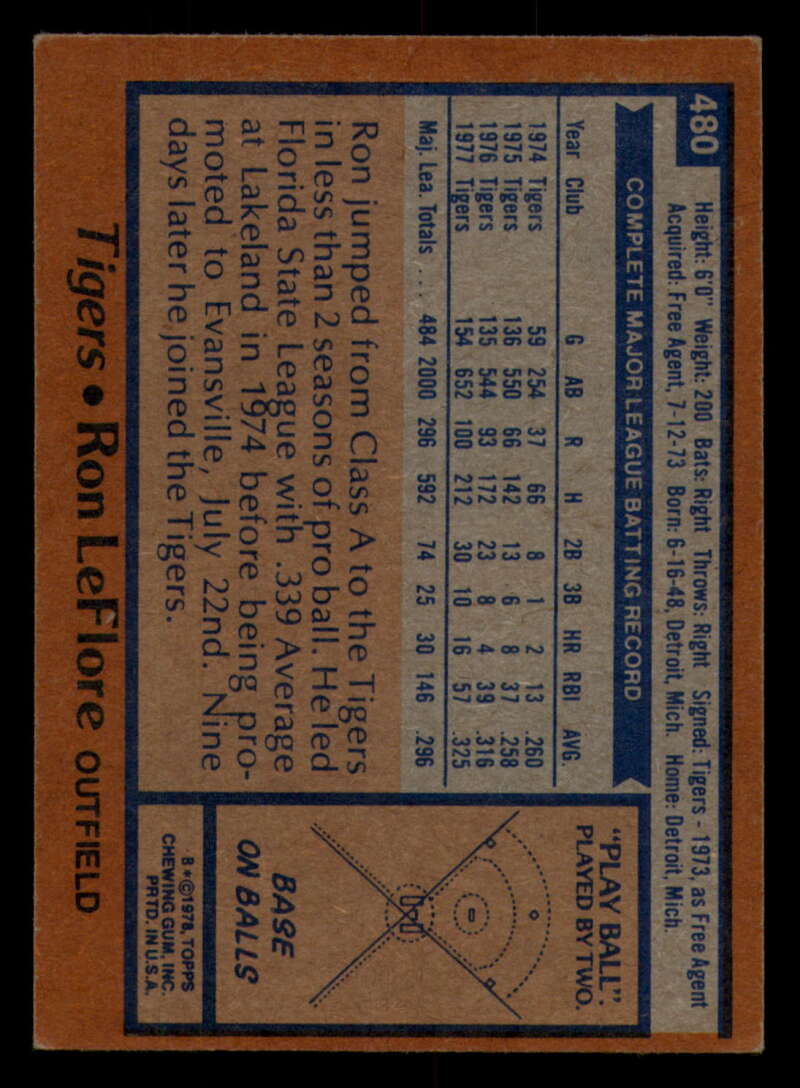 480
Height: 6'0" Weight: 200 Bats: Right Throws: Right Signed: Tigers - 1973, as Free Agent
Acquired: Free Agent, 7-12-73 Born: 6-16-48, Detroit, Mich. Home: Detroit, Mich.
COMPLETE MAJOR LEAGUE BATTING RECORD
Year Club G AB R H 2B 3B HR RBI AVG.
1974 Tigers 59 254 37 66 8 1 2 13 .260
1975 Tigers 136 550 66 142 13 6 8 37 .258
1976 Tigers 135 544 93 172 23 8 4 39 .316
1977 Tigers 154 652 100 212 30 10 16 57 .325
Maj. Lea. Totals ... 484 2000 296 592 74 25 30 146 .296
Ron jumped from Class A to the Tigers
in less than 2 seasons of pro ball. He led
Florida State League with .339 Average
at Lakeland in 1974 before being pro-
moted to Evansville, July 22nd. Nine
days later he joined the Tigers.
"PLAY BALL":
PLAYED BY TWO.
BASE
ON BALLS
B*©1978, TOPPS
CHEWING GUM, INC.
PRTD. IN U.S.A.
Tigers • Ron LeFlore OUTFIELD